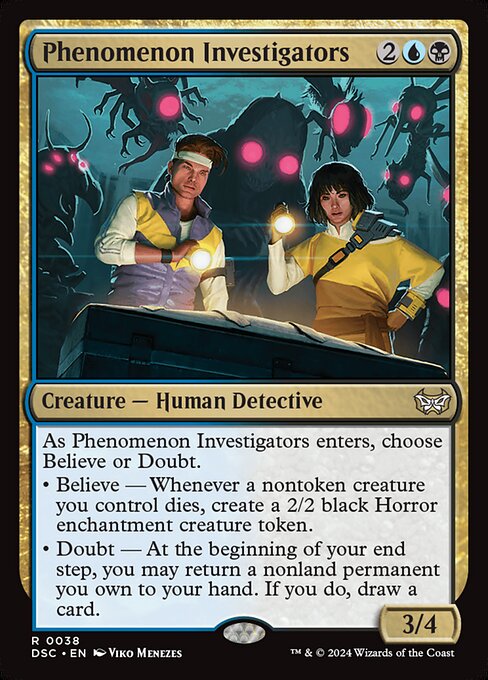 Phenomenon Investigators 2
Creature — Human Detective
As Phenomenon Investigators enters, choose
Believe or Doubt.
• Believe — Whenever a nontoken creature
you control dies, create a 2/2 black Horror
enchantment creature token.
• Doubt — At the beginning of your end
step, you may return a nonland permanent
you own to your hand. If you do, draw a
card.
3/4
R 0038
DSC • EN Viko Menezes
™ & © 2024 Wizards of the Coast